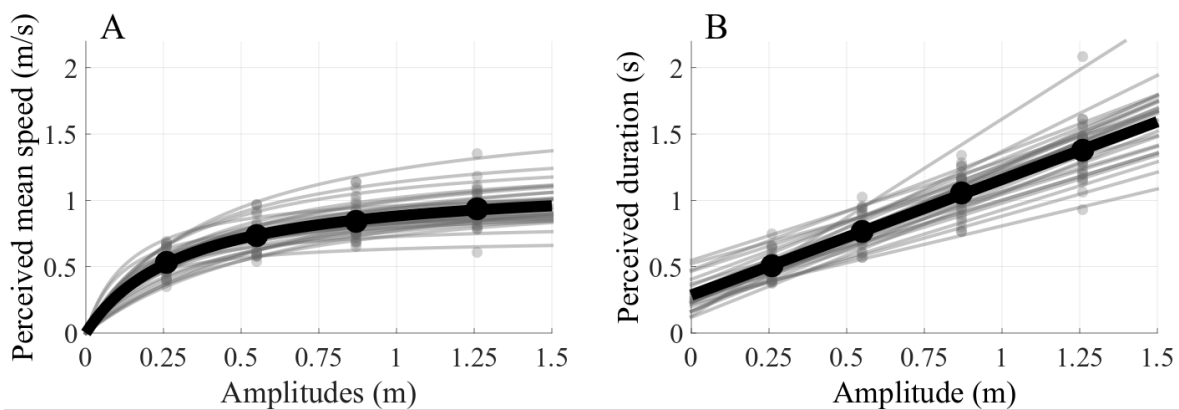 A
Perceived mean speed (m/s)
2
1.5
1
0.5
0
0 0.25 0.5 0.75 1 1.25 1.5
Amplitudes (m)
B
Perceived duration (s)
2
1.5
1
0.5
0
0 0.25 0.5 0.75 1 1.25 1.5
Amplitude (m)